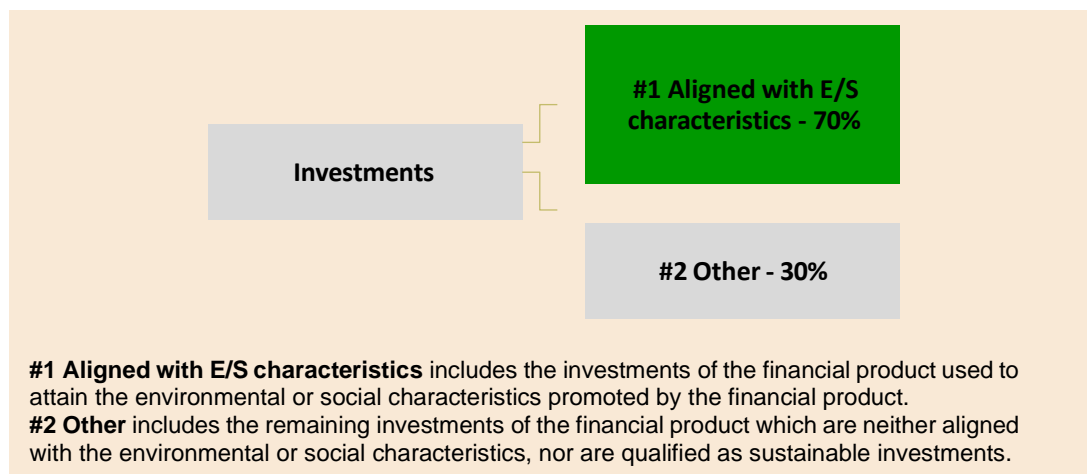 #1 Aligned with E/S
characteristics - 70%
Investments
#2 Other - 30%
#1 Aligned with E/S characteristics includes the investments of the financial product used to
attain the environmental or social characteristics promoted by the financial product.
#2 Other includes the remaining investments of the financial product which are neither aligned
with the environmental or social characteristics, nor are qualified as sustainable investments.